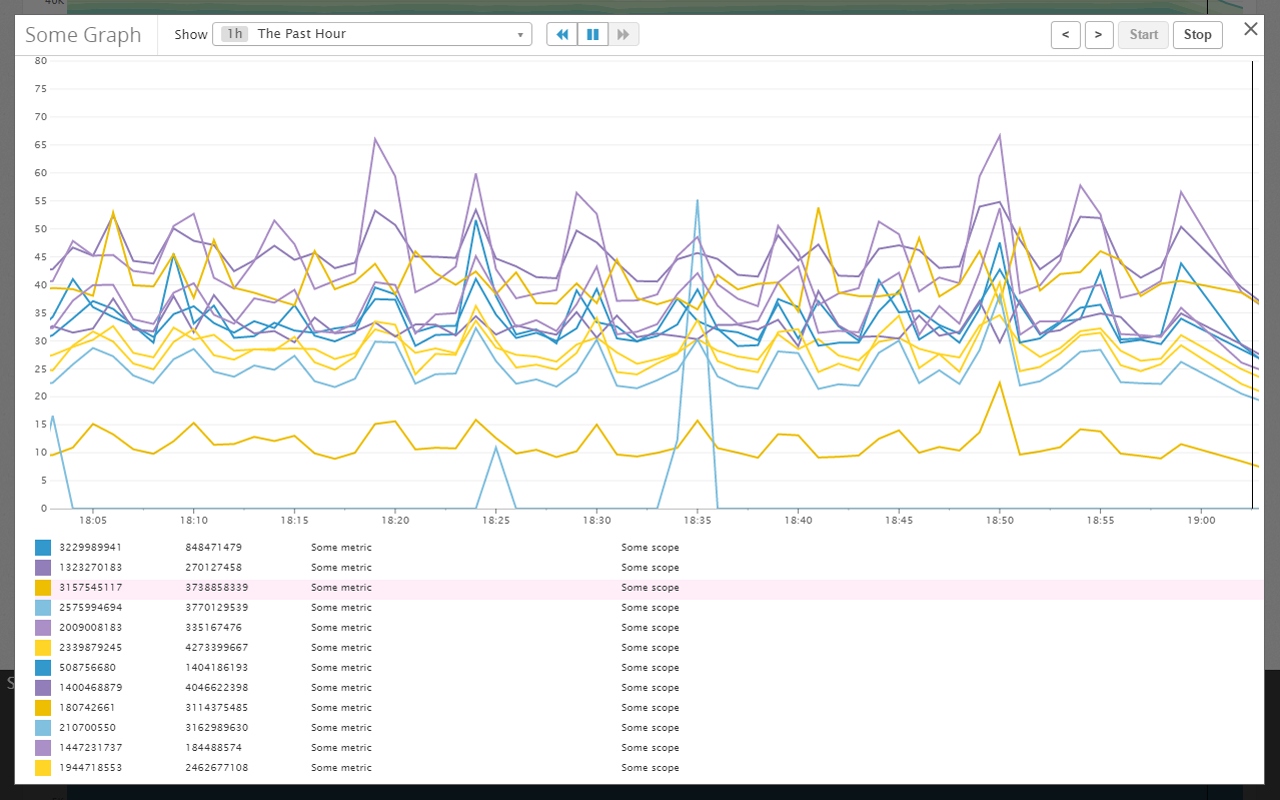 40K
Some Graph Show 1h The Past Hour < > Start Stop
80
75
70
65
60
55
50
45
40
35
30
25
20
15
10
5
0
18:05 18:10 18:15 18:20 18:25 18:30 18:35 18:40 18:45 18:50 18:55 19:00
3229989941 848471479 Some metric Some scope
1323270183 270127458 Some metric Some scope
3157545117 3738858339 Some metric Some scope
2575994694 3770129539 Some metric Some scope
2009008183 335167476 Some metric Some scope
2339879245 4273399667 Some metric Some scope
508756680 1404186193 Some metric Some scope
1400468879 4046622398 Some metric Some scope
180742661 3114375485 Some metric Some scope
210700550 3162989630 Some metric Some scope
1447231737 184488574 Some metric Some scope
1944718553 2462677108 Some metric Some scope